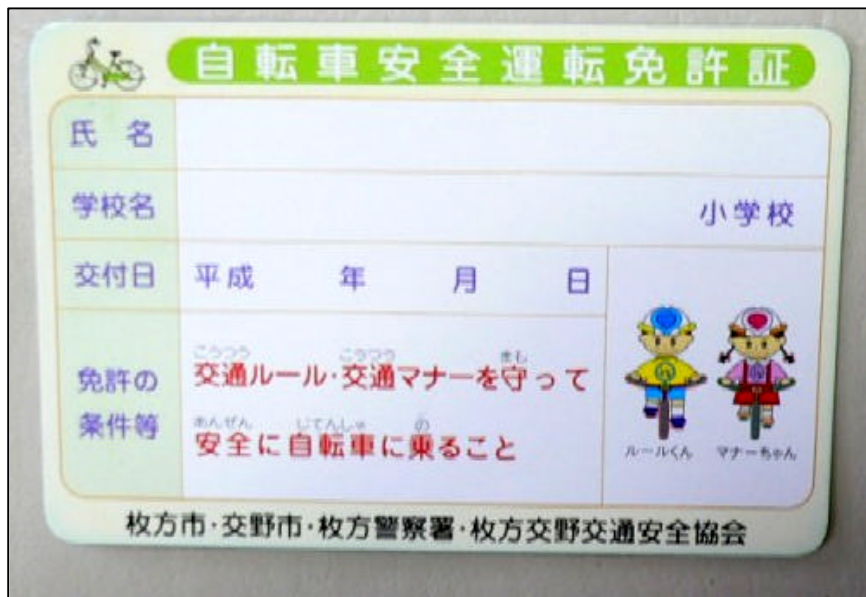 自転車安全運転免許証
氏名
学校名 小学校
交付日 平成 年 月 日
免許の
条件等
こうつう こうつう まも
交通ルール・交通マナーを守って
あんぜん じてんしゃ の
安全に自転車に乗ること
ルールくん マナーちゃん
枚方市・交野市・枚方警察署・枚方交野交通安全協会